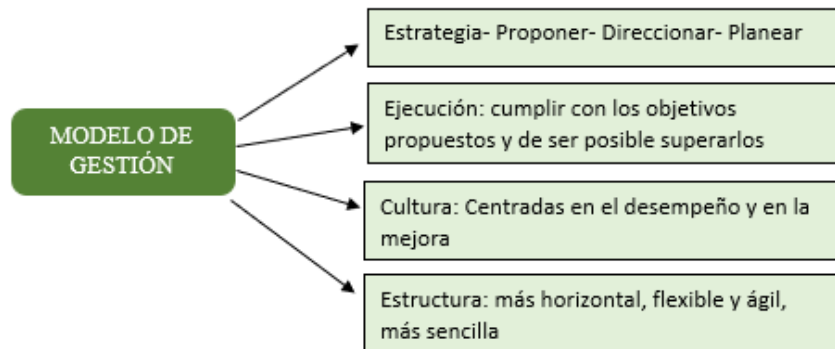 MODELO DE
GESTIÓN
Estrategia- Proponer- Direccionar- Planear
Ejecución: cumplir con los objetivos
propuestos y de ser posible superarlos
Cultura: Centradas en el desempeño y en la
mejora
Estructura: más horizontal, flexible y ágil,
más sencilla